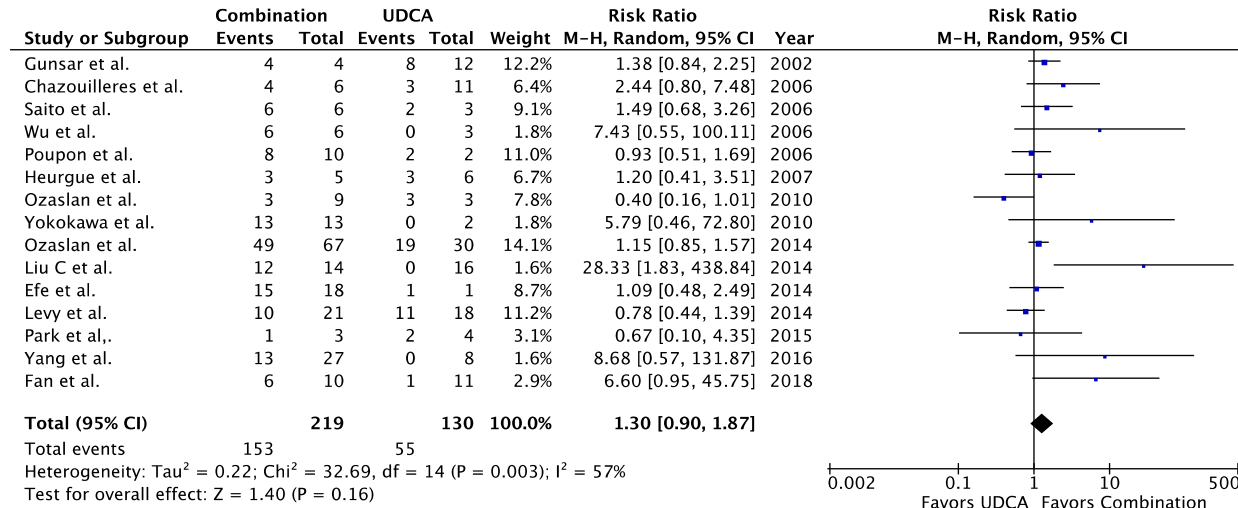 Combination UDCA Risk Ratio Risk Ratio
Study or Subgroup Events Total Events Total Weight M-H, Random, 95% CI Year M-H, Random, 95% CI
Gunsar et al. 4 4 8 12 12.2% 1.38 [0.84, 2.25] 2002
Chazouilleres et al. 4 6 3 11 6.4% 2.44 [0.80, 7.48] 2006
Saito et al. 6 6 2 3 9.1% 1.49 [0.68, 3.26] 2006
Wu et al. 6 6 0 3 1.8% 7.43 [0.55, 100.11] 2006
Poupon et al. 8 10 2 2 11.0% 0.93 [0.51, 1.69] 2006
Heurgue et al. 3 5 3 6 6.7% 1.20 [0.41, 3.51] 2007
Ozaslan et al. 3 9 3 3 7.8% 0.40 [0.16, 1.01] 2010
Yokokawa et al. 13 13 0 2 1.8% 5.79 [0.46, 72.80] 2010
Ozaslan et al. 49 67 19 30 14.1% 1.15 [0.85, 1.57] 2014
Liu C et al. 12 14 0 16 1.6% 28.33 [1.83, 438.84] 2014
Efe et al. 15 18 1 1 8.7% 1.09 [0.48, 2.49] 2014
Levy et al. 10 21 11 18 11.2% 0.78 [0.44, 1.39] 2014
Park et al,. 1 3 2 4 3.1% 0.67 [0.10, 4.35] 2015
Yang et al. 13 27 0 8 1.6% 8.68 [0.57, 131.87] 2016
Fan et al. 6 10 1 11 2.9% 6.60 [0.95, 45.75] 2018
Total (95% CI) 219 130 100.0% 1.30 [0.90, 1.87]
Total events 153 55
Heterogeneity: Tau² = 0.22; Chi² = 32.69, df = 14 (P = 0.003); I² = 57%
Test for overall effect: Z = 1.40 (P = 0.16)
0.002 0.1 1 10 500
Favors UDCA Favors Combination